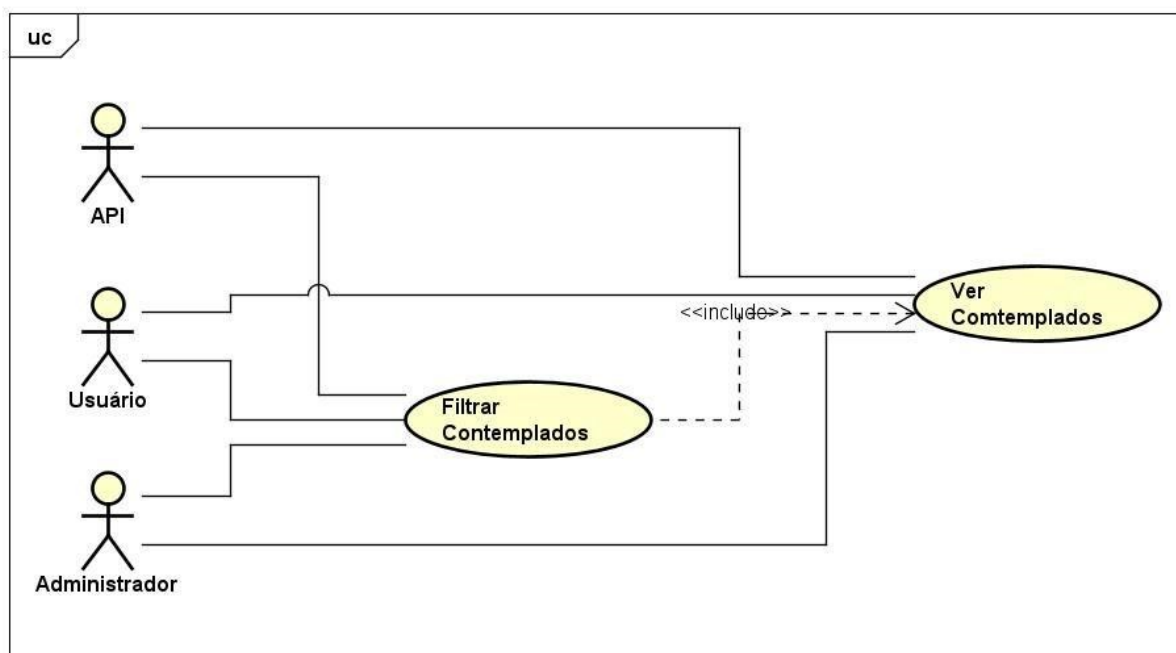 uc
API
Usuário
Administrador
Filtrar
Contemplados
<<include>>
Ver
Comtemplados